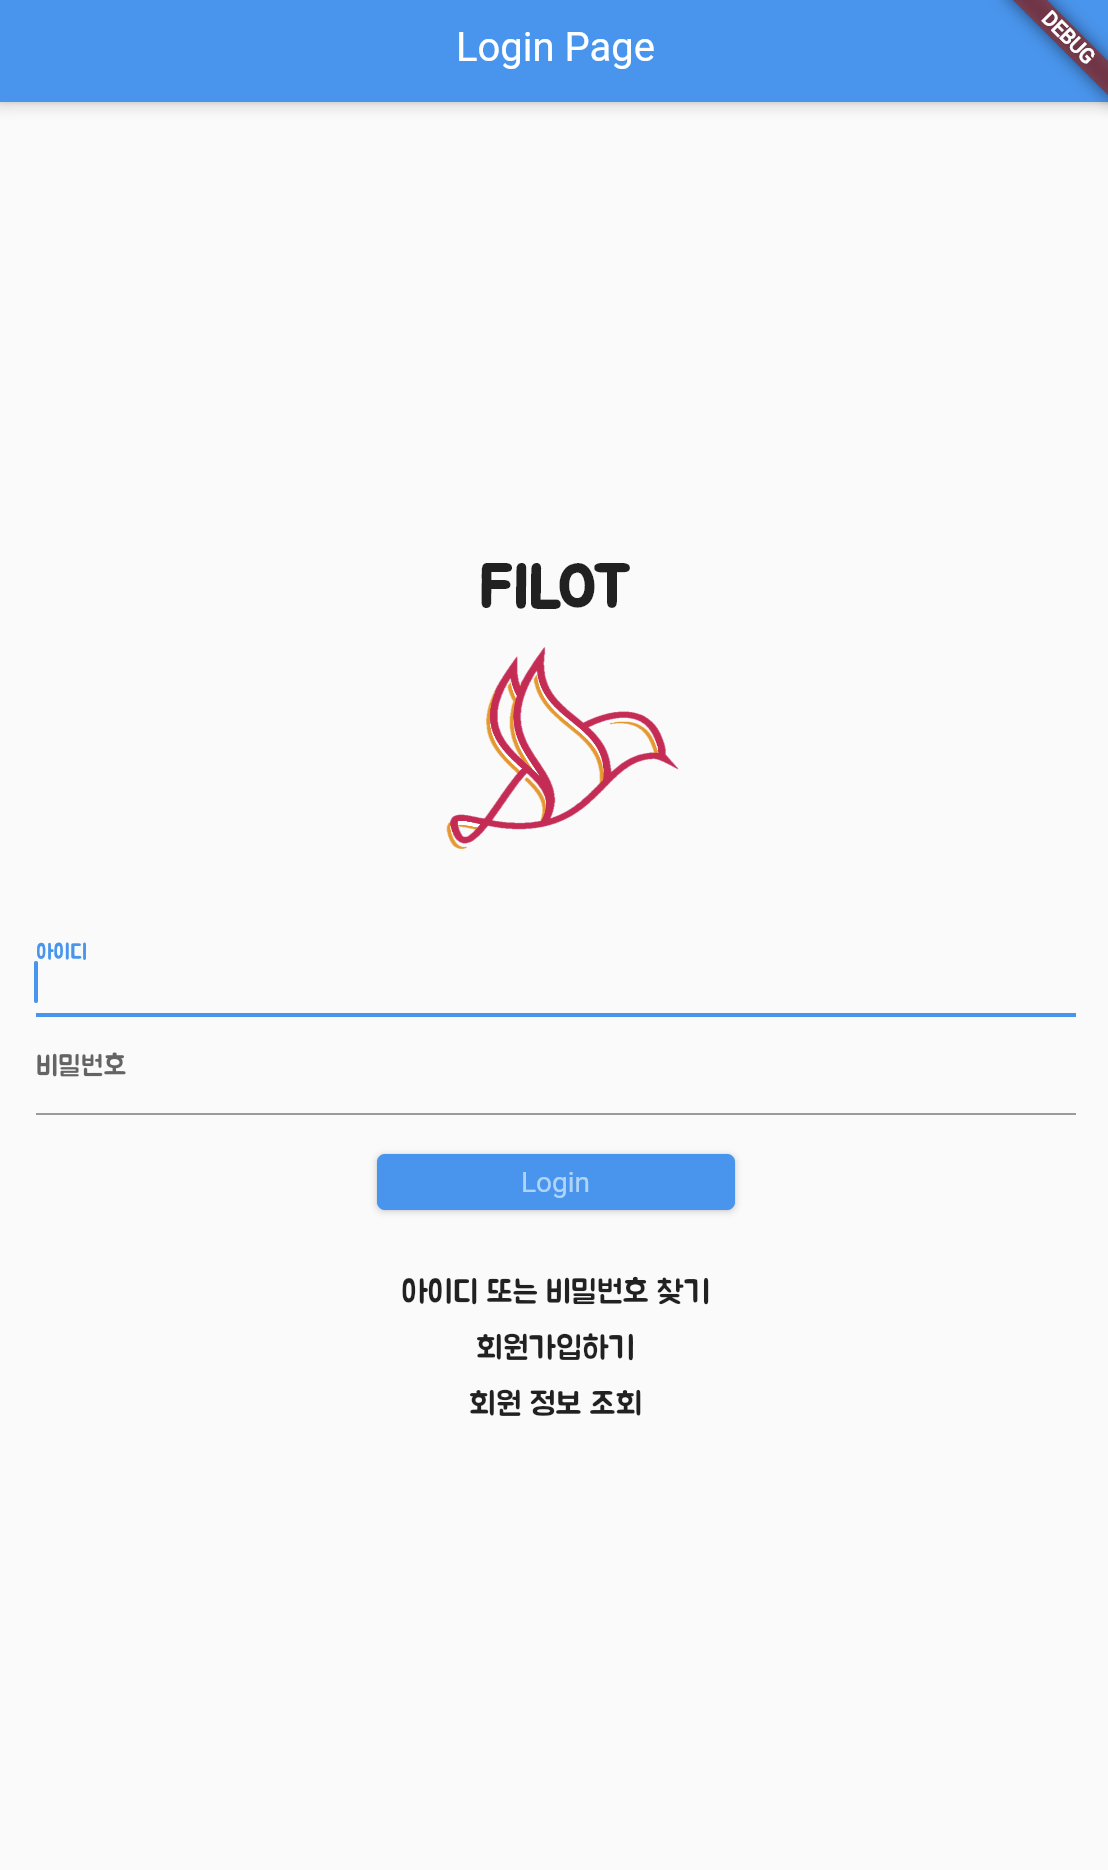 Login Page
DEBUG
FILOT
아이디
비밀번호
Login
아이디 또는 비밀번호 찾기
회원가입하기
회원 정보 조회